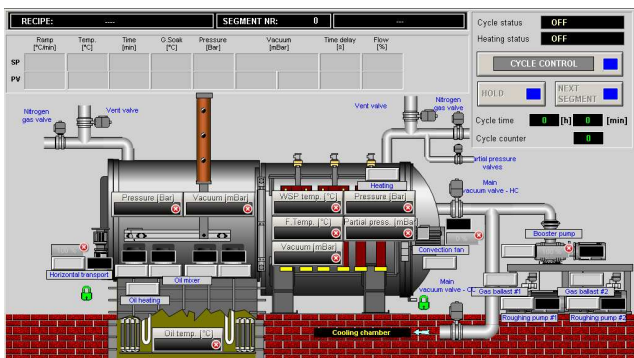 RECIPE: ---- SEGMENT NR: 0 ---
Cycle status OFF
Heating status OFF
Ramp [°C/min] Temp. [°C] Time [min] G.Soak [°C] Pressure [Bar] Vacuum [mBar] Time delay [s] Flow [%]
SP
PV
CYCLE CONTROL
HOLD
NEXT SEGMENT
Cycle time 0 [h] 0 [min]
Cycle counter 0
Nitrogen gas valve
Vent valve
Vent valve
Nitrogen gas valve
rtial pressure valves
Heating
Main vacuum valve - HC
Pressure [Bar]
Vacuum [mBar]
WSP temp. [°C]
Pressure [Bar]
F.Temp. [°C]
Partial press. [mBar
Vacuum [mBar]
Convection fan
Booster pump
Horizontal transport
Oil mixer
Oil heating
Main vacuum valve - OC
Gas ballast #1
Gas ballast #2
Roughing pump #1
Roughing pump #2
Oil temp. [°C]
Cooling chamber